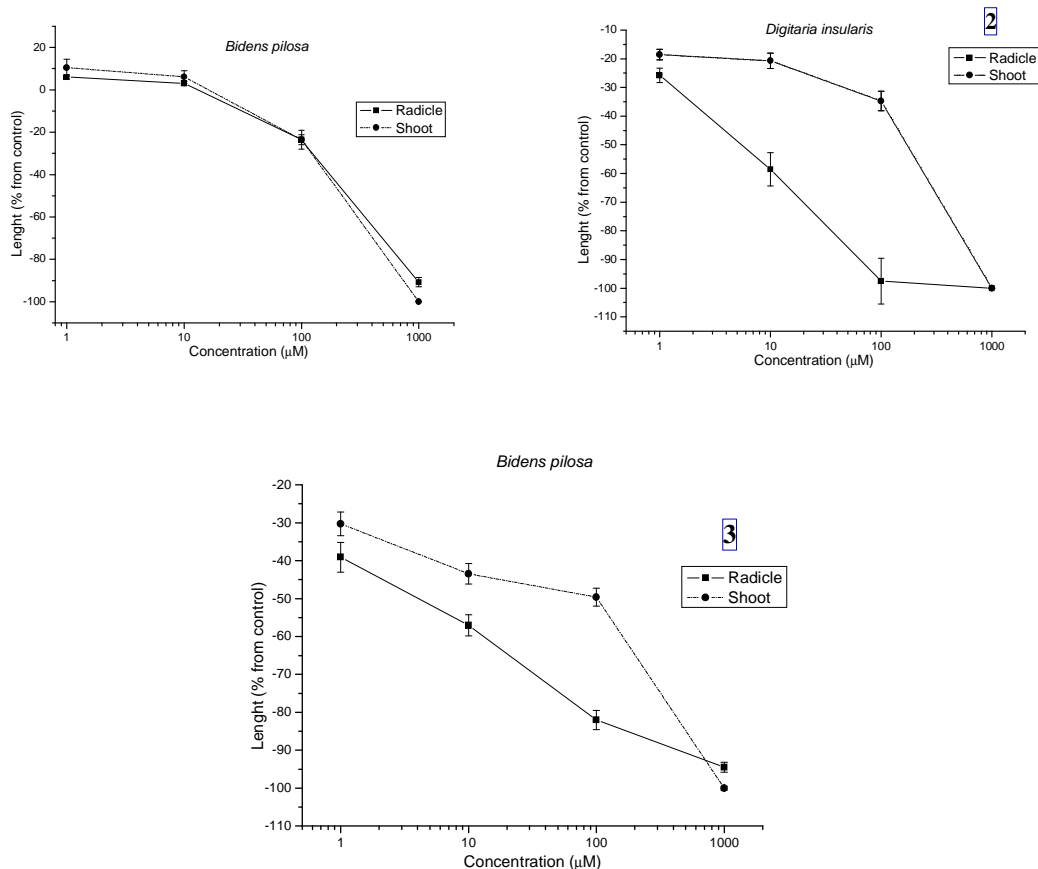 Bidens pilosa
20
0
-20
-40
-60
-80
-100
Lenght (% from control)
1 10 100 1000
Concentration (μM)
Radicle
Shoot
2
Digitaria insularis
-10
-20
-30
-40
-50
-60
-70
-80
-90
-100
-110
Lenght (% from control)
1 10 100 1000
Concentration (μM)
Radicle
Shoot
Bidens pilosa
3
-20
-30
-40
-50
-60
-70
-80
-90
-100
-110
Lenght (% from control)
1 10 100 1000
Concentration (μM)
Radicle
Shoot